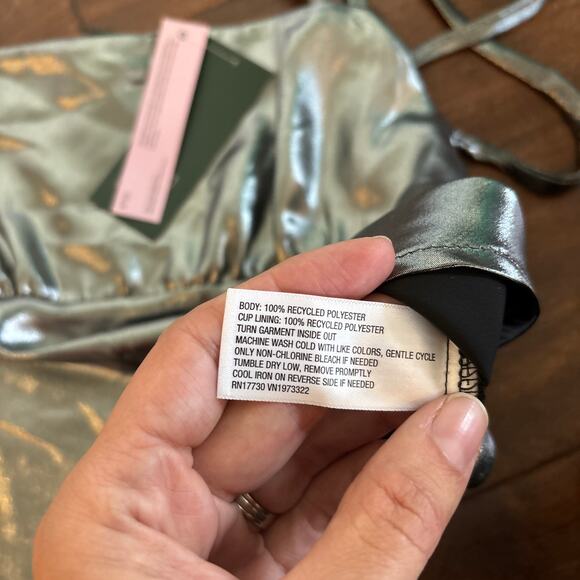 BODY: 100% RECYCLED POLYESTER
CUP LINING: 100% RECYCLED POLYESTER
TURN GARMENT INSIDE OUT
MACHINE WASH COLD WITH LIKE COLORS, GENTLE CYCLE
ONLY NON-CHLORINE BLEACH IF NEEDED
TUMBLE DRY LOW, REMOVE PROMPTLY
COOL IRON ON REVERSE SIDE IF NEEDED
RN17730 VN1973322